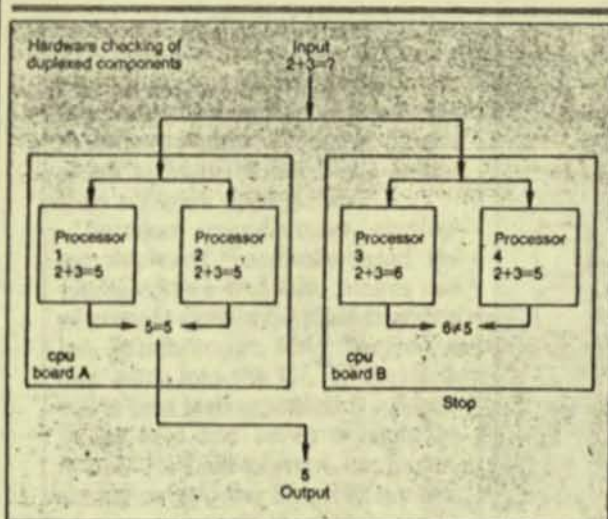 Hardware checking of
duplexed components
Input
2+3=?
Processor
1
2+3=5
Processor
2
2+3=5
5=5
cpu
board A
Processor
3
2+3=6
Processor
4
2+3=5
6≠5
cpu
board B
Stop
5
Output